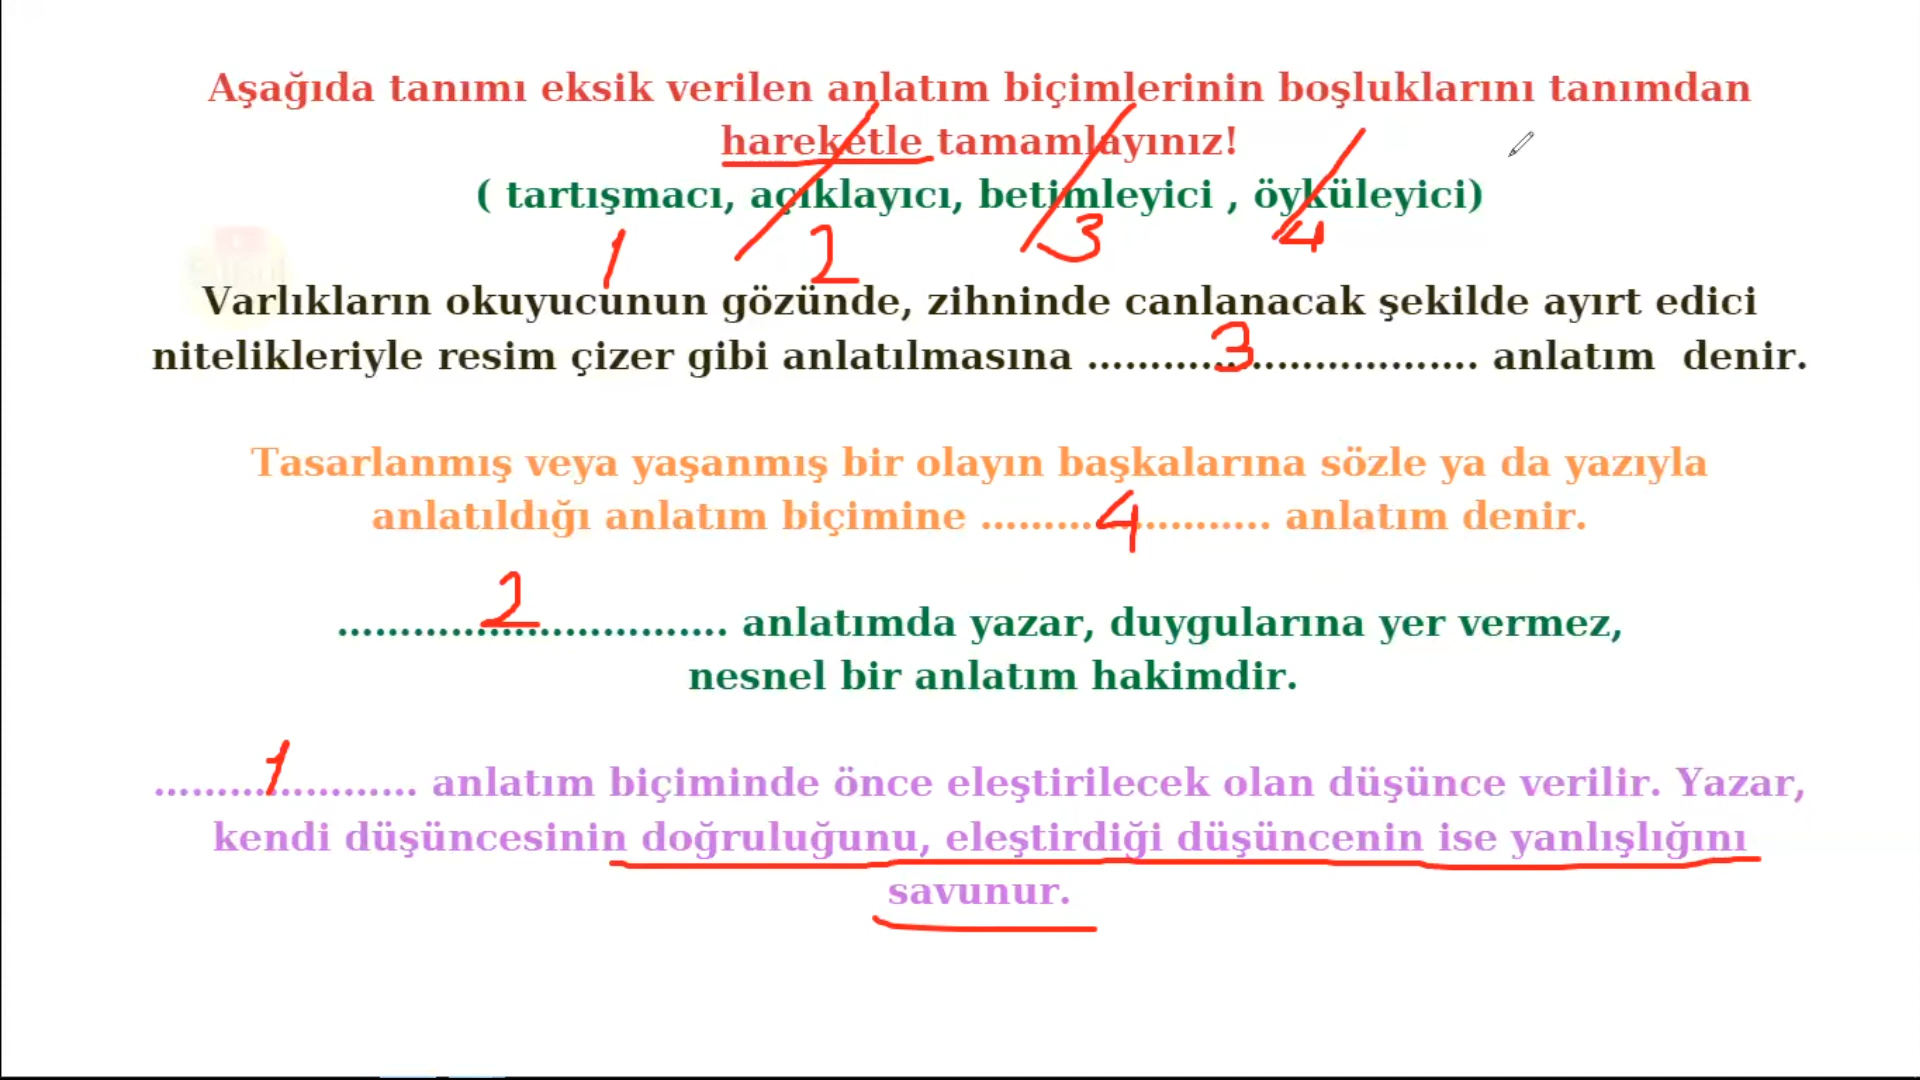 Aşağıda tanımı eksik verilen anlatım biçimlerinin boşluklarını tanımdan
hareketle tamamlayınız!
( tartışmacı, açıklayıcı, betimleyici , öyküleyici)
1 2 3 4
Varlıkların okuyucunun gözünde, zihninde canlanacak şekilde ayırt edici
nitelikleriyle resim çizer gibi anlatılmasına ......3...... anlatım denir.
Tasarlanmış veya yaşanmış bir olayın başkalarına sözle ya da yazıyla
anlatıldığı anlatım biçimine ......4...... anlatım denir.
......2...... anlatımda yazar, duygularına yer vermez,
nesnel bir anlatım hakimdir.
......1...... anlatım biçiminde önce eleştirilecek olan düşünce verilir. Yazar,
kendi düşüncesinin doğruluğunu, eleştirdiği düşüncenin ise yanlışlığını
savunur.